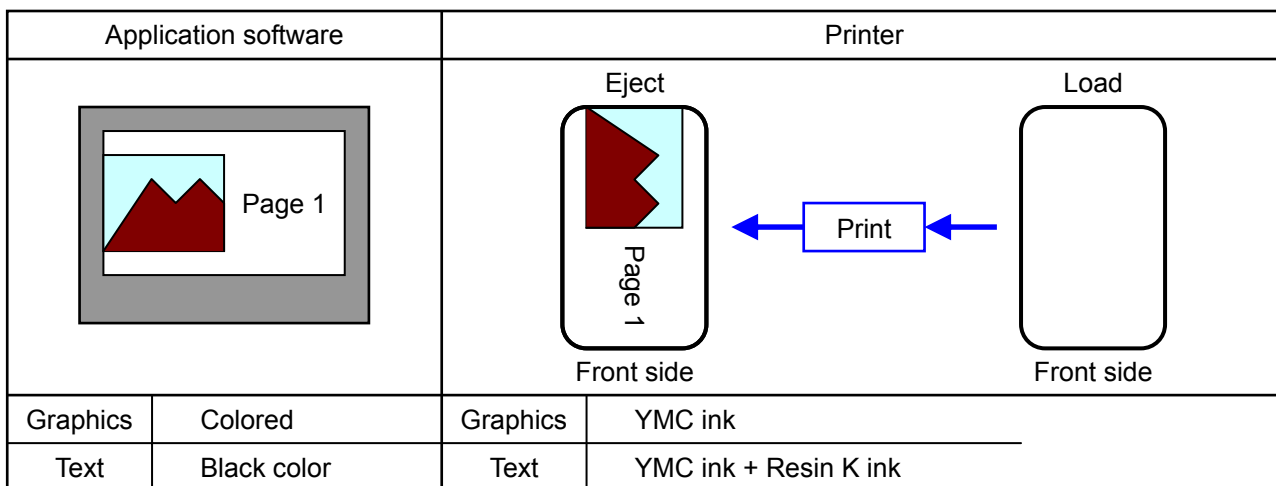 Application software
Printer
Page 1
Eject
Load
Page 1
Print
Front side
Front side
Graphics Colored Graphics YMC ink
Text Black color Text YMC ink + Resin K ink